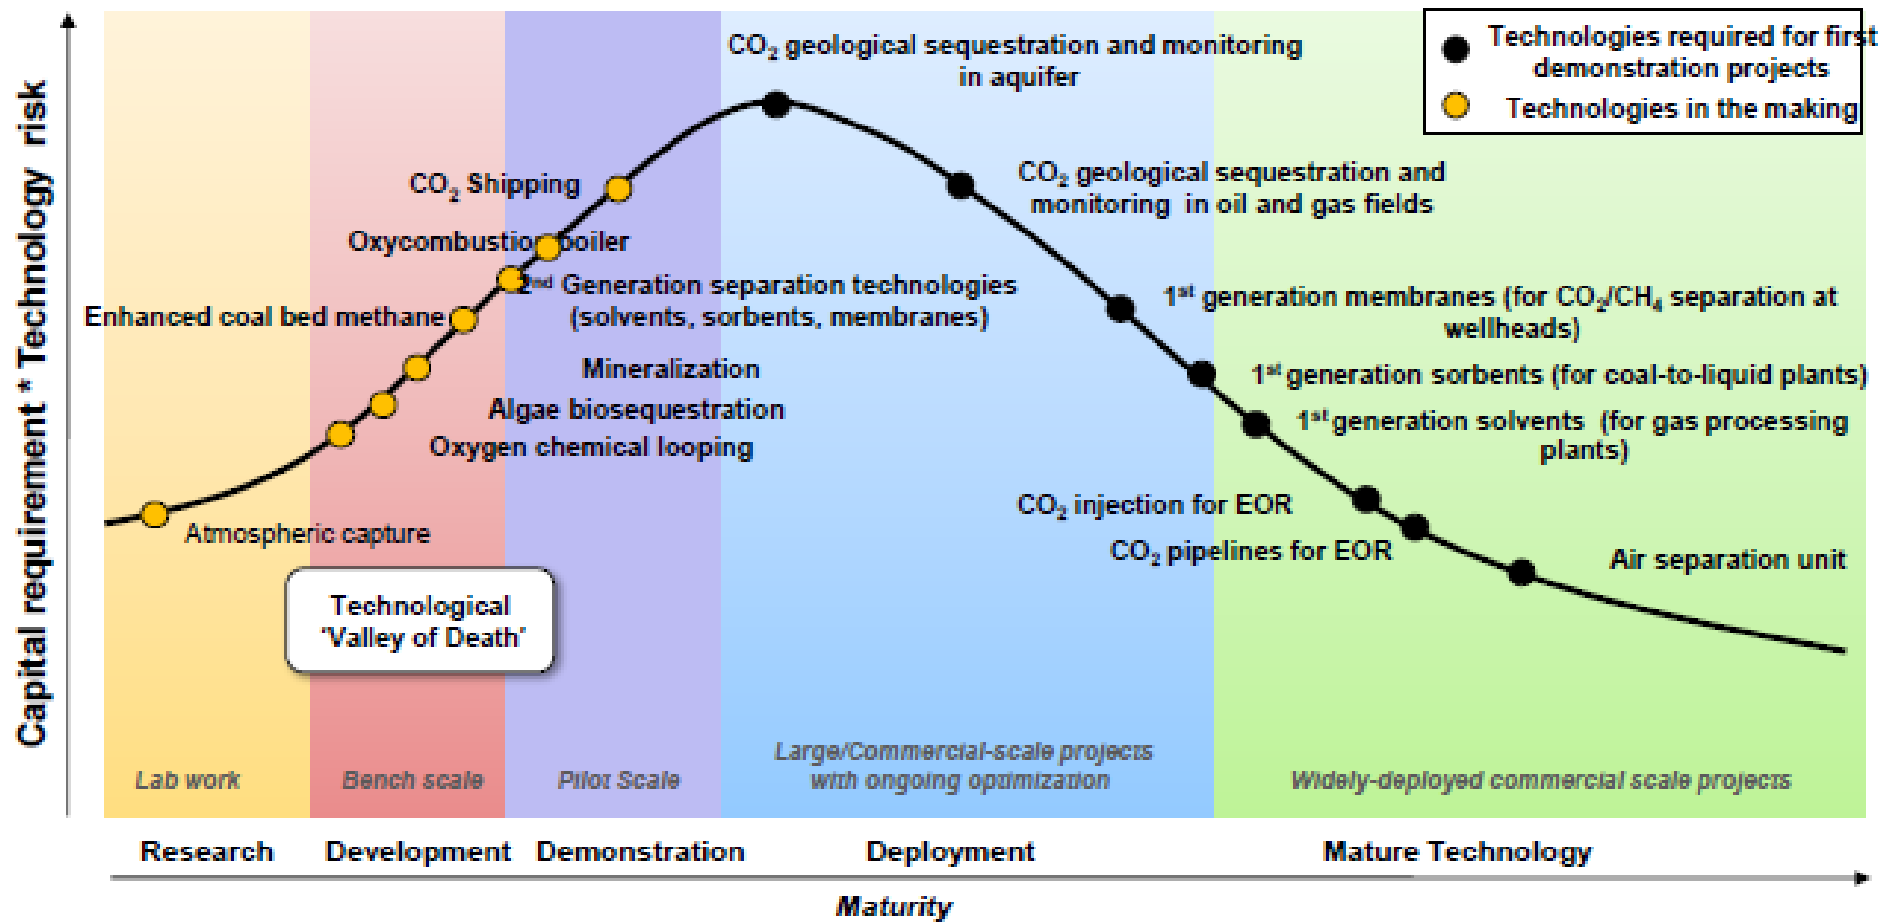 Capital requirement * Technology risk
CO₂ geological sequestration and monitoring
in aquifer
Technologies required for first
demonstration projects
Technologies in the making
CO₂ Shipping
CO₂ geological sequestration and
monitoring in oil and gas fields
Oxycombustion boiler
2nd Generation separation technologies
(solvents, sorbents, membranes)
Enhanced coal bed methane
1st generation membranes (for CO₂/CH₄ separation at
wellheads)
Mineralization
1st generation sorbents (for coal-to-liquid plants)
Algae biosequestration
1st generation solvents (for gas processing
plants)
Oxygen chemical looping
CO₂ injection for EOR
Atmospheric capture
CO₂ pipelines for EOR
Air separation unit
Technological
'Valley of Death'
Lab work
Bench scale
Pilot Scale
Large/Commercial-scale projects
with ongoing optimization
Widely-deployed commercial scale projects
Research
Development
Demonstration
Deployment
Mature Technology
Maturity